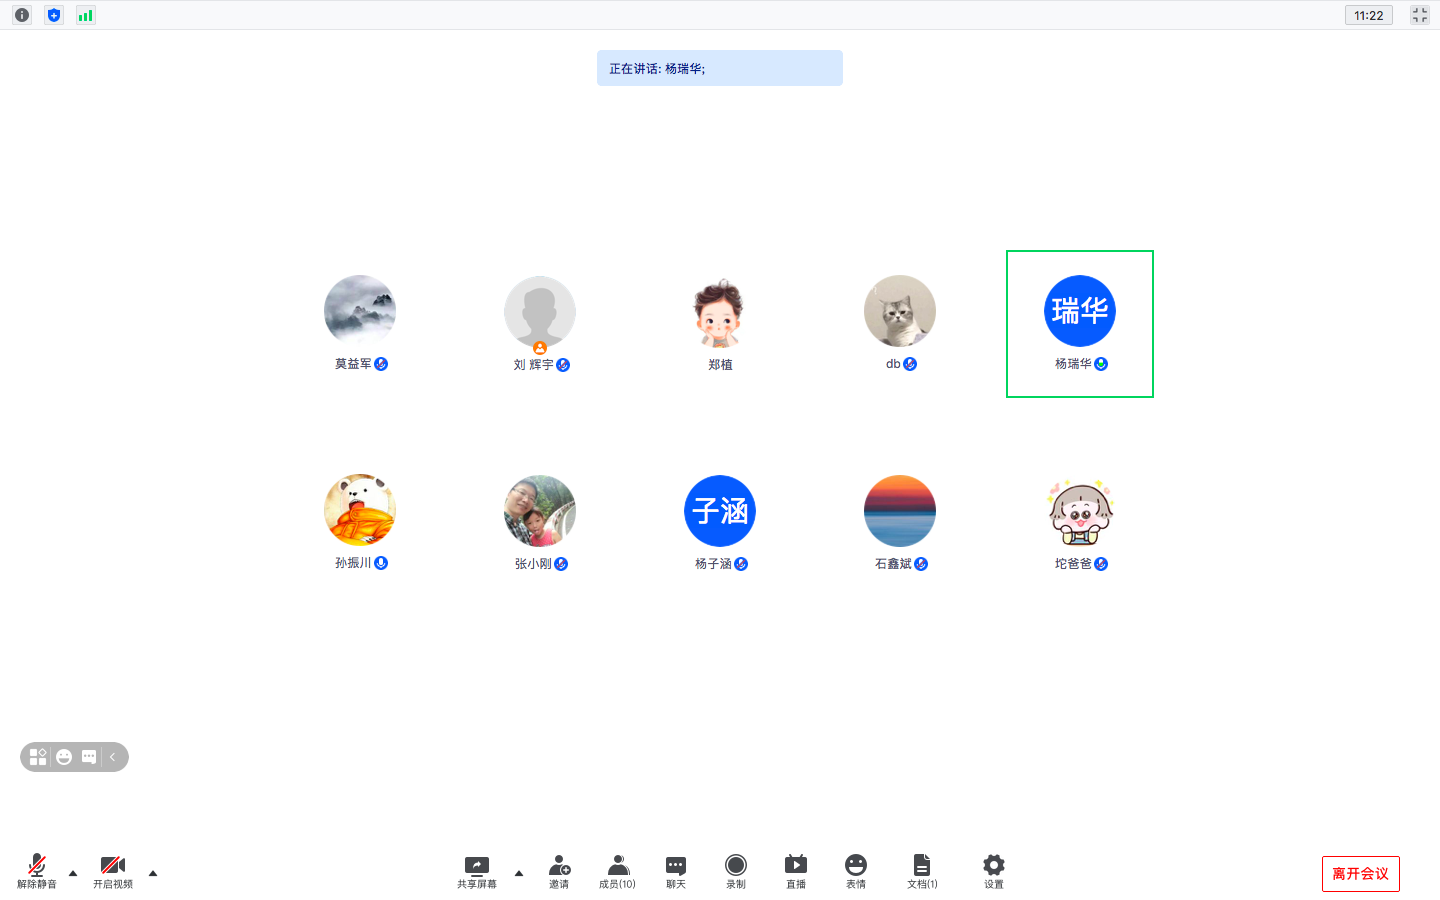 11:22
正在讲话: 杨瑞华;
瑞华
莫益军
刘 辉宇
郑植
db
杨瑞华
子涵
孙振川
张小刚
杨子涵
石鑫斌
坨爸爸
解除静音
开启视频
共享屏幕
邀请
成员(10)
聊天
录制
直播
表情
文档(1)
设置
离开会议